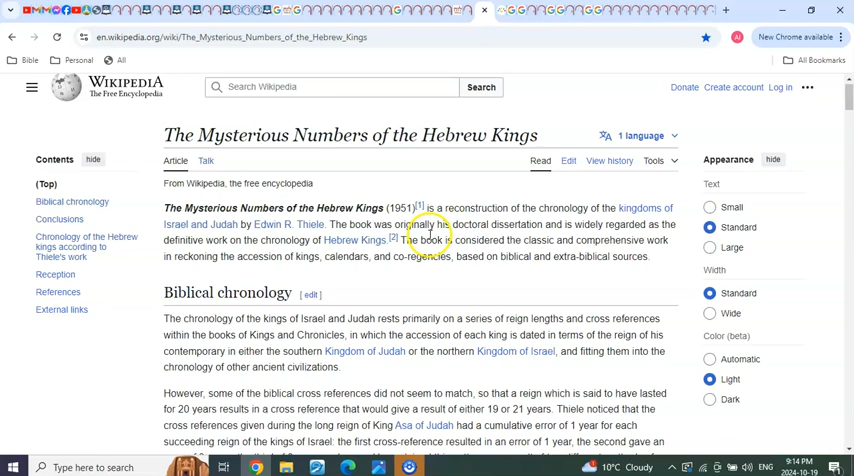 en.wikipedia.org/wiki/The_Mysterious_Numbers_of_the_Hebrew_Kings
AI
New Chrome available
Bible
Personal
All
All Bookmarks
WIKIPEDIA
The Free Encyclopedia
Search Wikipedia
Search
Donate Create account Log in
The Mysterious Numbers of the Hebrew Kings
1 language
Contents hide
Article Talk
Read Edit View history Tools
Appearance hide
(Top)
Biblical chronology
Conclusions
Chronology of the Hebrew
kings according to
Thiele's work
Reception
References
External links
From Wikipedia, the free encyclopedia
The Mysterious Numbers of the Hebrew Kings (1951)[1] is a reconstruction of the chronology of the kingdoms of
Israel and Judah by Edwin R. Thiele. The book was originally his doctoral dissertation and is widely regarded as the
definitive work on the chronology of Hebrew Kings.[2] The book is considered the classic and comprehensive work
in reckoning the accession of kings, calendars, and co-regencies, based on biblical and extra-biblical sources.
Biblical chronology [ edit ]
The chronology of the kings of Israel and Judah rests primarily on a series of reign lengths and cross references
within the books of Kings and Chronicles, in which the accession of each king is dated in terms of the reign of his
contemporary in either the southern Kingdom of Judah or the northern Kingdom of Israel, and fitting them into the
chronology of other ancient civilizations.
However, some of the biblical cross references did not seem to match, so that a reign which is said to have lasted
for 20 years results in a cross reference that would give a result of either 19 or 21 years. Thiele noticed that the
cross references given during the long reign of King Asa of Judah had a cumulative error of 1 year for each
succeeding reign of the kings of Israel: the first cross-reference resulted in an error of 1 year, the second gave an
Text
Small
Standard
Large
Width
Standard
Wide
Color (beta)
Automatic
Light
Dark
Type here to search
10°C Cloudy
ENG
9:14 PM
2024-10-19